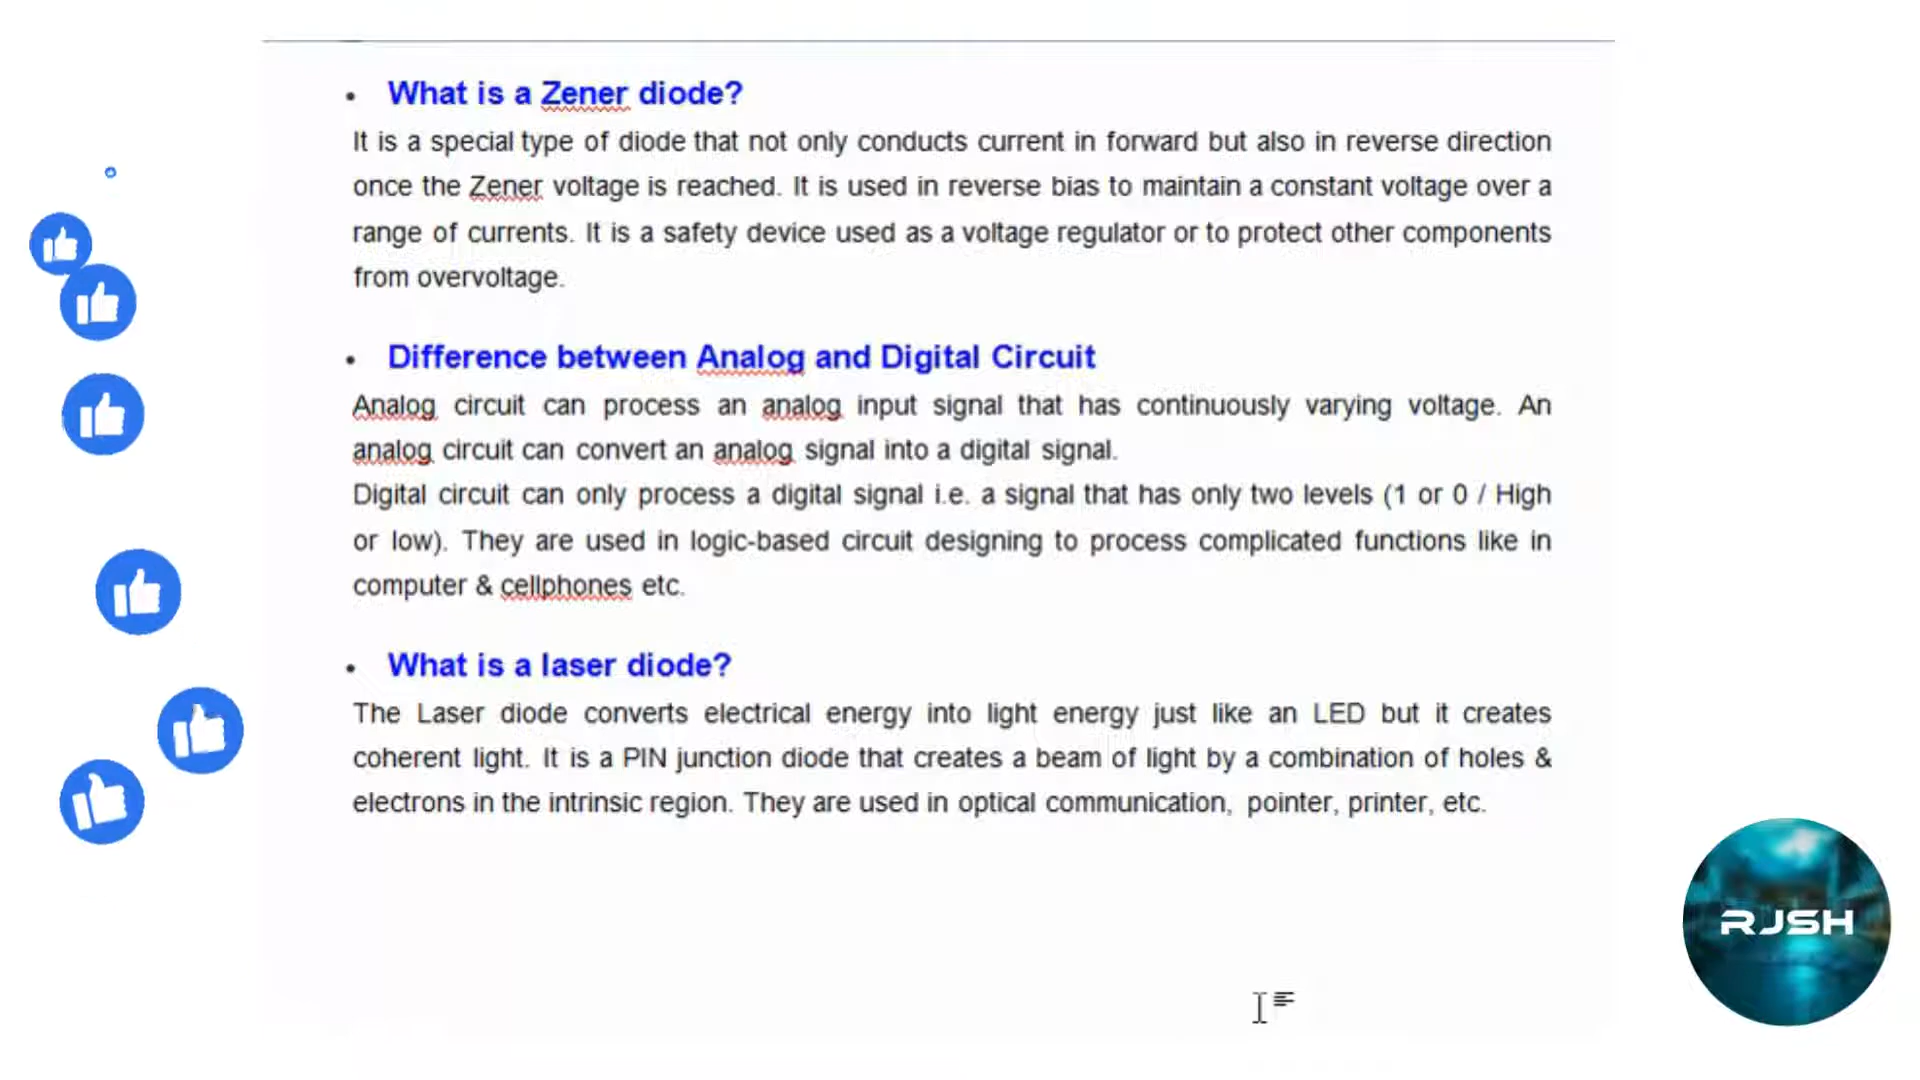 • What is a Zener diode?
It is a special type of diode that not only conducts current in forward but also in reverse direction
once the Zener voltage is reached. It is used in reverse bias to maintain a constant voltage over a
range of currents. It is a safety device used as a voltage regulator or to protect other components
from overvoltage.
• Difference between Analog and Digital Circuit
Analog circuit can process an analog input signal that has continuously varying voltage. An
analog circuit can convert an analog signal into a digital signal.
Digital circuit can only process a digital signal i.e. a signal that has only two levels (1 or 0 / High
or low). They are used in logic-based circuit designing to process complicated functions like in
computer & cellphones etc.
• What is a laser diode?
The Laser diode converts electrical energy into light energy just like an LED but it creates
coherent light. It is a PIN junction diode that creates a beam of light by a combination of holes &
electrons in the intrinsic region. They are used in optical communication, pointer, printer, etc.
RJSH